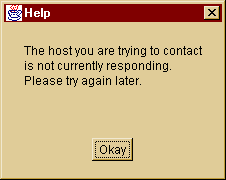 Help
The host you are trying to contact
is not currently responding.
Please try again later.
Okay